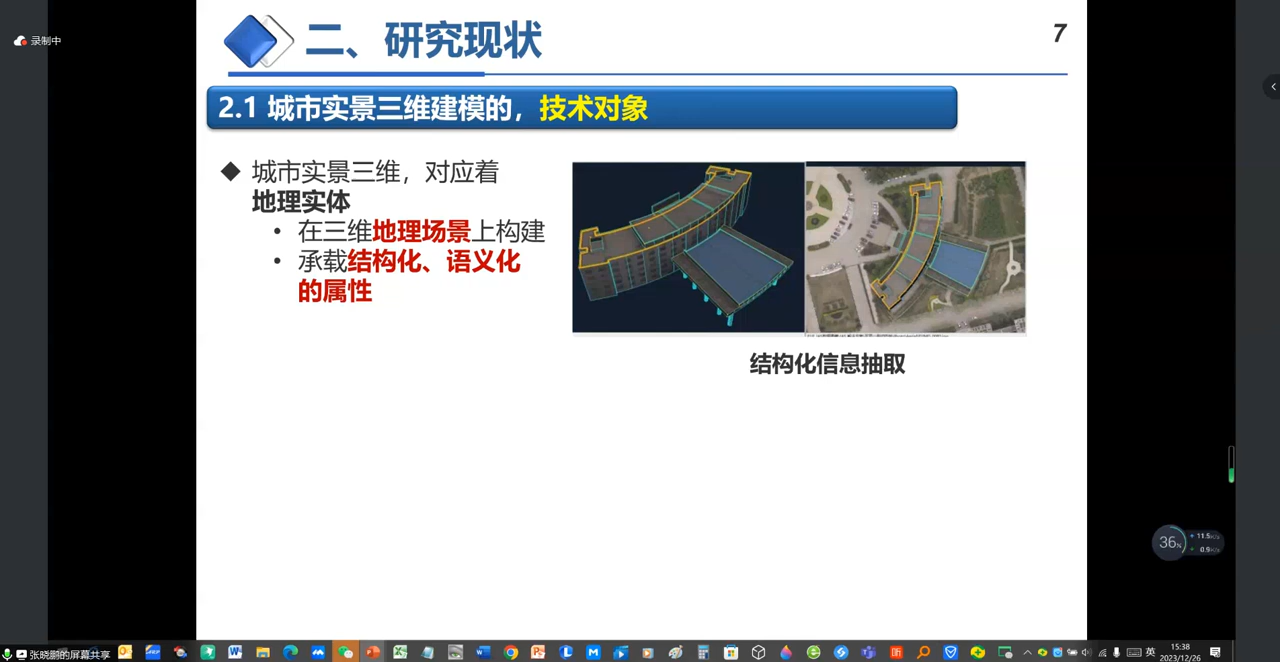 录制中
二、研究现状
7
2.1 城市实景三维建模的，技术对象
城市实景三维，对应着
地理实体
• 在三维地理场景上构建
• 承载结构化、语义化
的属性
结构化信息抽取
36%
11.5K/s
0.9K/s
张晓鹏的屏幕共享
英
15:38
2023/12/26